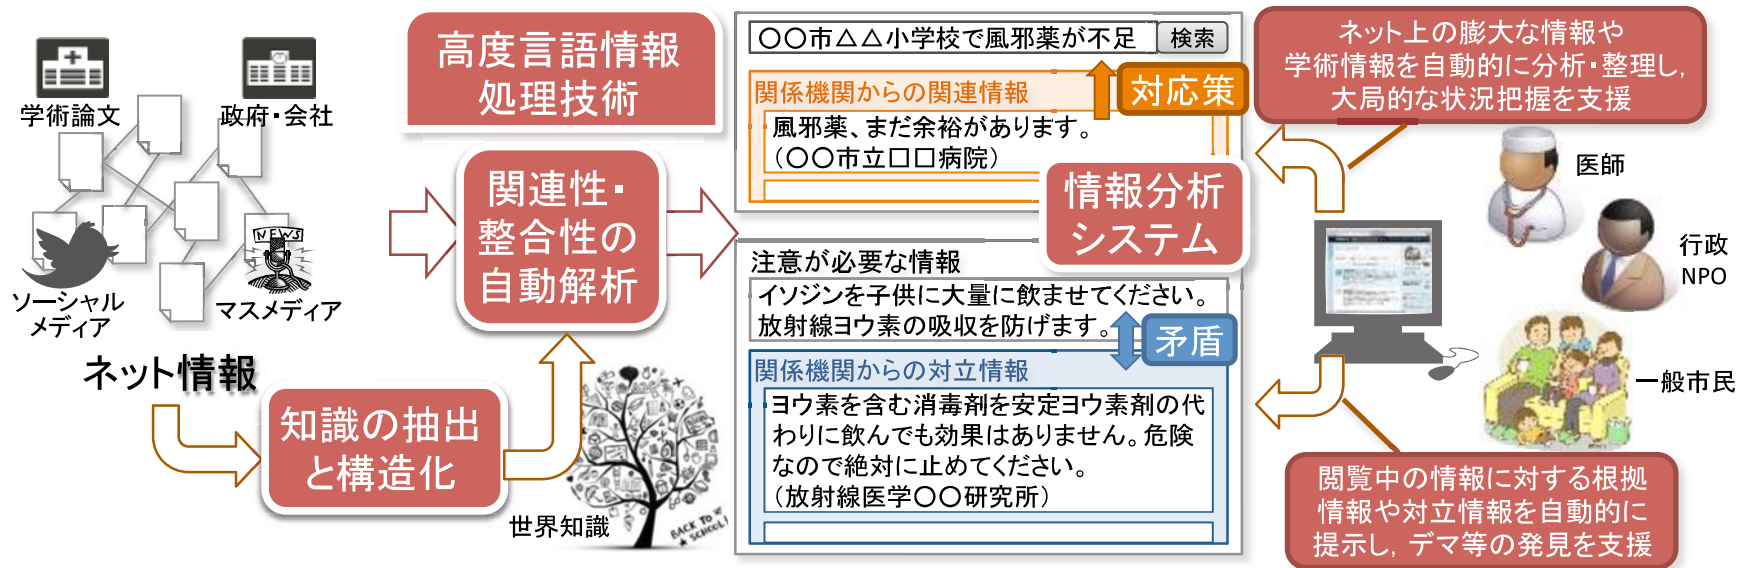 学術論文
政府・会社
ソーシャル
メディア
NEWS
マスメディア
ネット情報
高度言語情報
処理技術
関連性・
整合性の
自動解析
知識の抽出
と構造化
世界知識
BACK TO
SCHOOL!
〇〇市△△小学校で風邪薬が不足
検索
関係機関からの関連情報
対応策
風邪薬、まだ余裕があります。
（〇〇市立口口病院）
情報分析
システム
注意が必要な情報
イソジンを子供に大量に飲ませてください。
放射線ヨウ素の吸収を防げます。
矛盾
関係機関からの対立情報
ヨウ素を含む消毒剤を安定ヨウ素剤の代
わりに飲んでも効果はありません。危険
なので絶対に止めてください。
（放射線医学〇〇研究所）
ネット上の膨大な情報や
学術情報を自動的に分析・整理し，
大局的な状況把握を支援
医師
行政
NPO
一般市民
閲覧中の情報に対する根拠
情報や対立情報を自動的に
提示し，デマ等の発見を支援